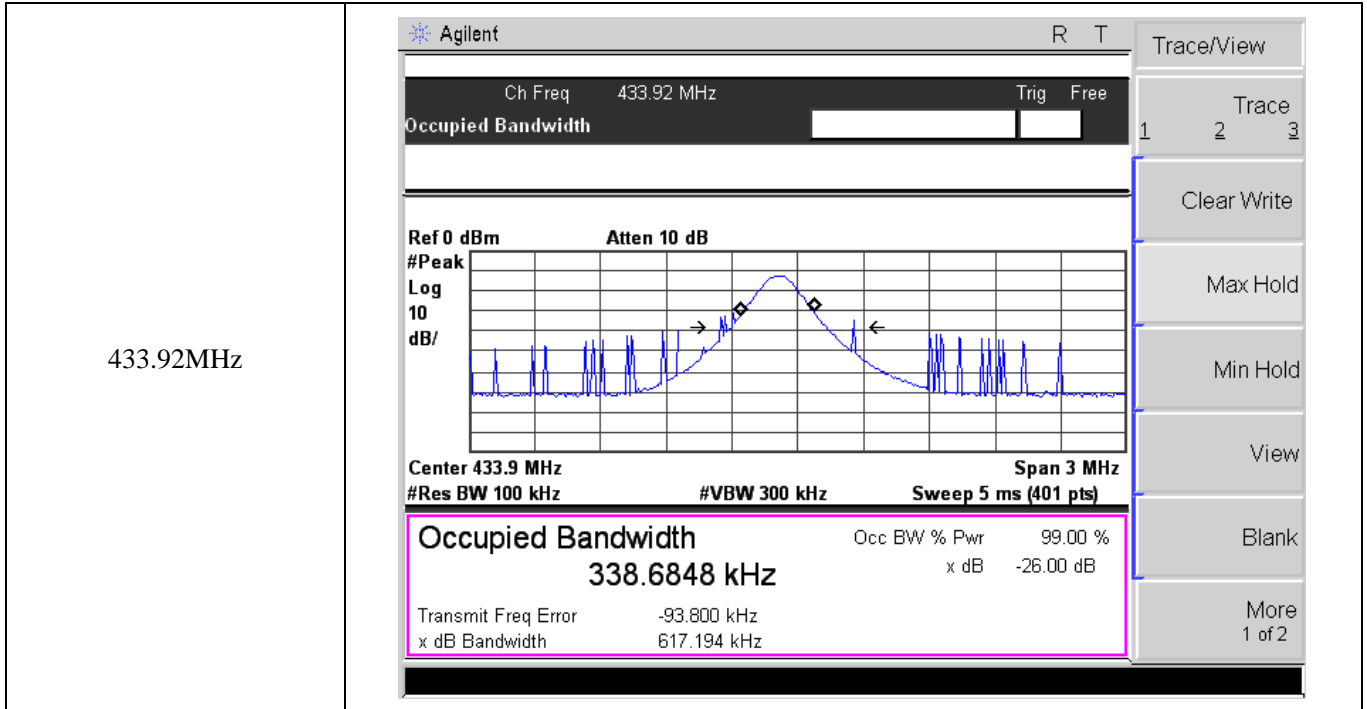 433.92MHz
Agilent R T
Ch Freq 433.92 MHz Trig Free
Occupied Bandwidth
Ref 0 dBm Atten 10 dB
#Peak
Log
10
dB/
Center 433.9 MHz Span 3 MHz
#Res BW 100 kHz #VBW 300 kHz Sweep 5 ms (401 pts)
Occupied Bandwidth Occ BW % Pwr 99.00 %
338.6848 kHz x dB -26.00 dB
Transmit Freq Error -93.800 kHz
x dB Bandwidth 617.194 kHz
Trace/View
Trace
1 2 3
Clear Write
Max Hold
Min Hold
View
Blank
More
1 of 2